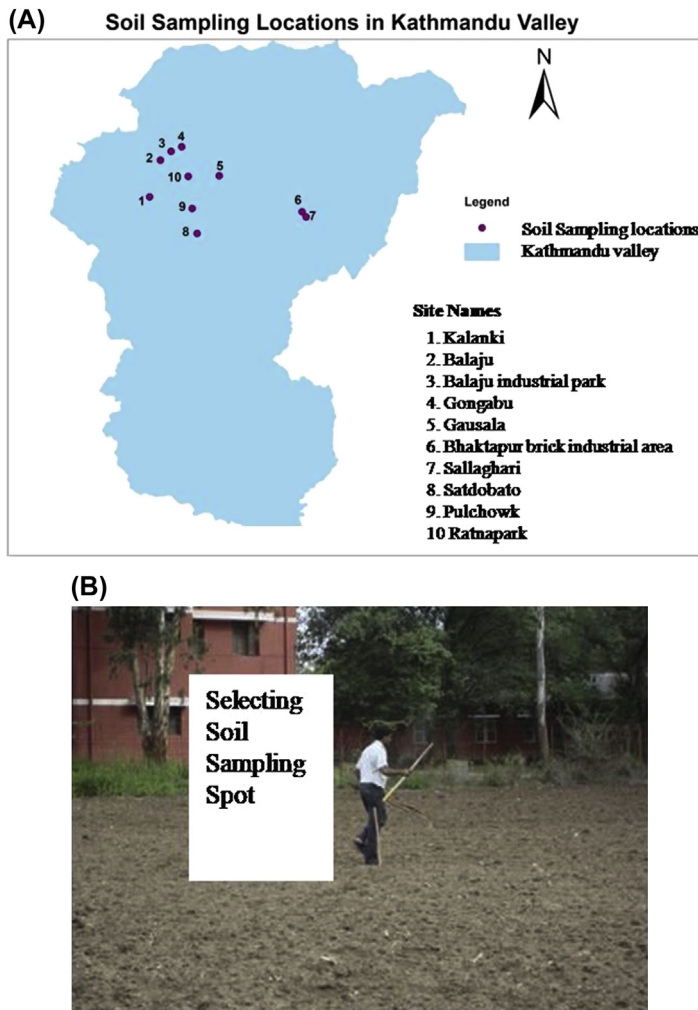 (A)
Soil Sampling Locations in Kathmandu Valley
N
4
3
2
10
5
1
9
6
7
8
Legend
Soil Sampling locations
Kathmandu valley
Site Names
1. Kalanki
2. Balaju
3. Balaju industrial park
4. Gongabu
5. Gausala
6. Bhaktapur brick industrial area
7. Sallaghari
8. Satdobato
9. Pulchowk
10 Ratnapark
(B)
Selecting
Soil
Sampling
Spot